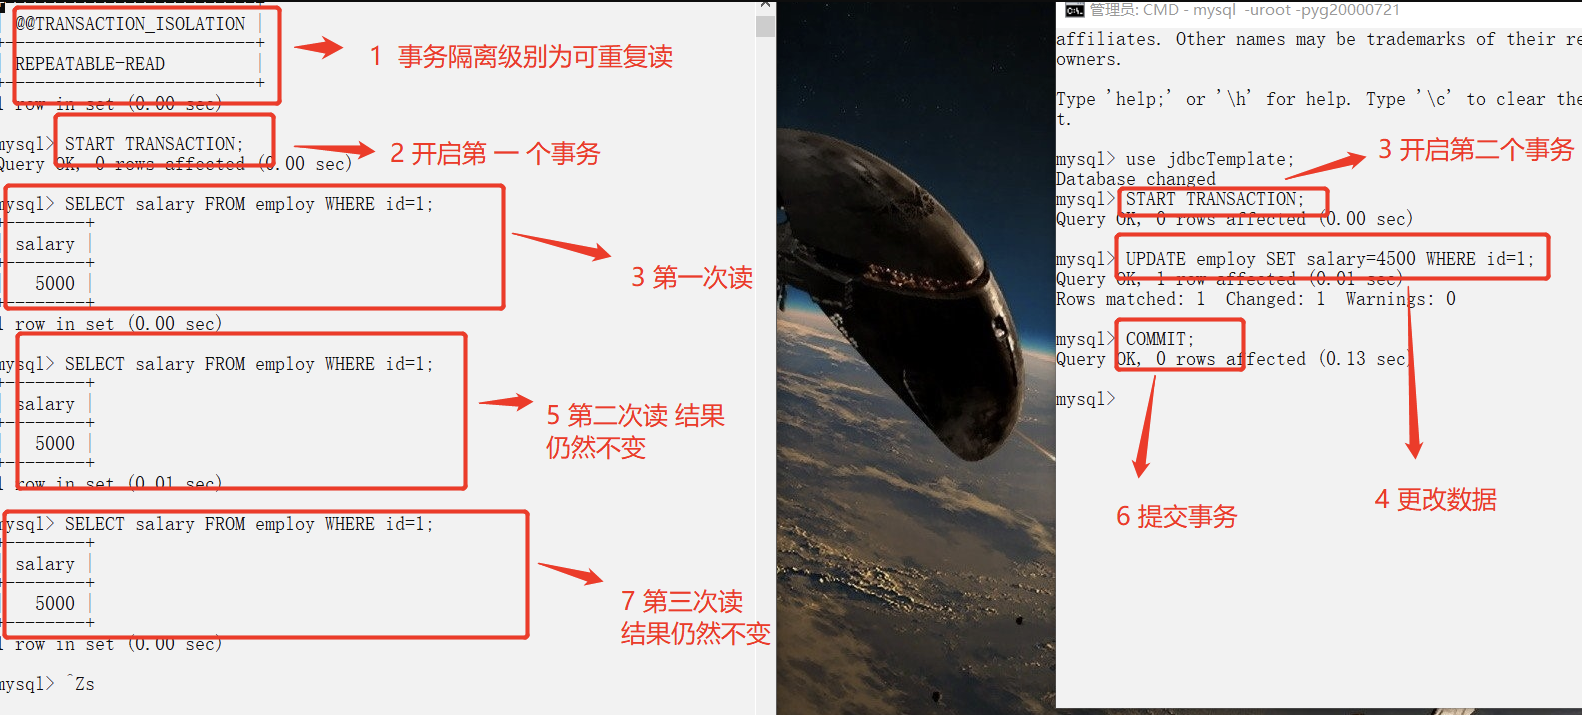 @@TRANSACTION_ISOLATION |
+-------------------------+
REPEATABLE-READ |
+-------------------------+
1 row in set (0.00 sec)
mysql> START TRANSACTION;
Query OK, 0 rows affected (0.00 sec)
mysql> SELECT salary FROM employ WHERE id=1;
+--------+
| salary |
+--------+
| 5000 |
+--------+
1 row in set (0.00 sec)
mysql> SELECT salary FROM employ WHERE id=1;
+--------+
| salary |
+--------+
| 5000 |
+--------+
1 row in set (0.01 sec)
mysql> SELECT salary FROM employ WHERE id=1;
+--------+
| salary |
+--------+
| 5000 |
+--------+
1 row in set (0.00 sec)
mysql> ^Zs
1 事务隔离级别为可重复读
2 开启第 一 个事务
3 第一次读
5 第二次读 结果
仍然不变
7 第三次读
结果仍然不变
管理员: CMD - mysql -uroot -pyg20000721
affiliates. Other names may be trademarks of their re
owners.
Type 'help;' or '\h' for help. Type '\c' to clear the
t.
mysql> use jdbcTemplate;
Database changed
mysql> START TRANSACTION;
Query OK, 0 rows affected (0.00 sec)
mysql> UPDATE employ SET salary=4500 WHERE id=1;
Query OK, 1 row affected (0.01 sec)
Rows matched: 1 Changed: 1 Warnings: 0
mysql> COMMIT;
Query OK, 0 rows affected (0.13 sec)
mysql>
3 开启第二个事务
4 更改数据
6 提交事务